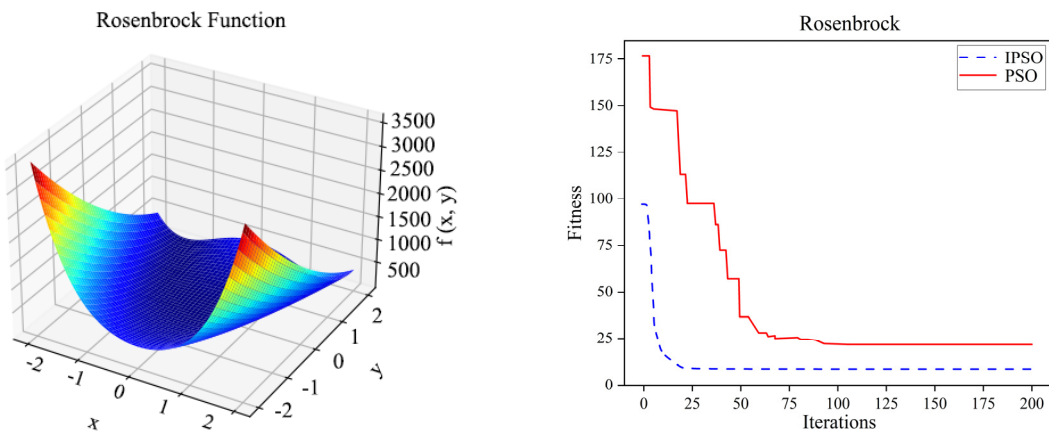 Rosenbrock Function
3500
3000
2500
2000
1500
1000
500
f (x, y)
-2
-1
0
1
2
x
-2
-1
0
1
2
y
Rosenbrock
IPSO
PSO
175
150
125
100
75
50
25
0
Fitness
0 25 50 75 100 125 150 175 200
Iterations